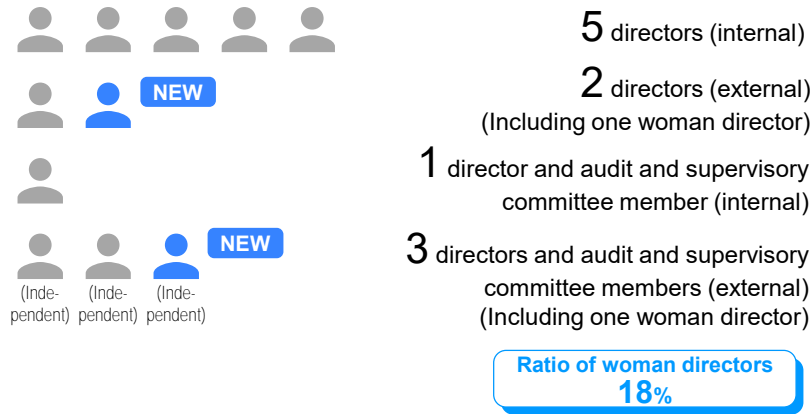 5 directors (internal)
NEW
2 directors (external)
(Including one woman director)
1 director and audit and supervisory
committee member (internal)
NEW
3 directors and audit and supervisory
committee members (external)
(Including one woman director)
(Inde- (Inde- (Inde-
pendent) pendent) pendent)
Ratio of woman directors
18%